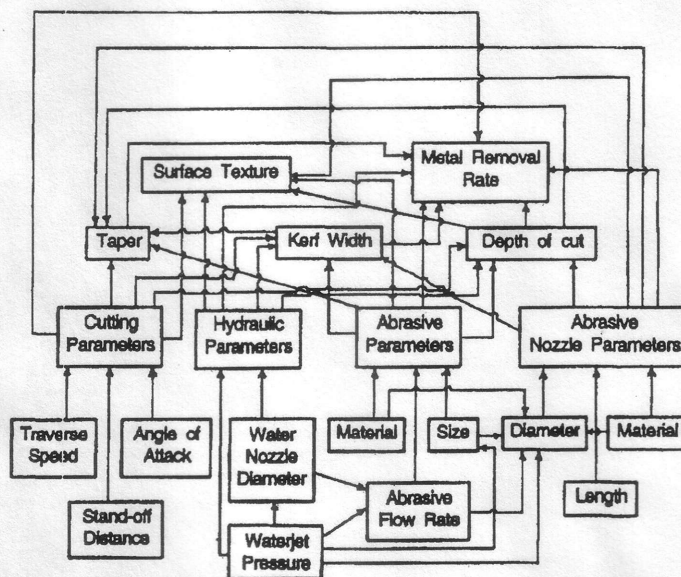 Surface Texture
Metal Removal
Rate
Taper
Kerf Width
Depth of cut
Cutting
Parameters
Hydraulic
Parameters
Abrasive
Parameters
Abrasive
Nozzle Parameters
Traverse
Speed
Angle of
Attack
Water
Nozzle
Diameter
Material
Size
Diameter
Material
Stand-off
Distance
Abrasive
Flow Rate
Length
Waterjet
Pressure